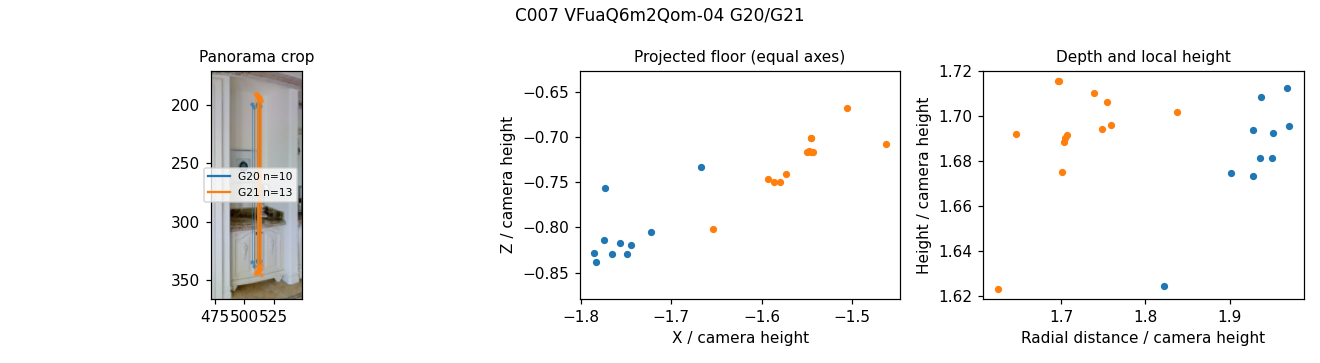 C007 VFuaQ6m2Qom-04 G20/G21
Panorama crop
200
250
300
350
475500525
G20 n=10
G21 n=13
Projected floor (equal axes)
Z / camera height
−0.65
−0.70
−0.75
−0.80
−0.85
−1.8 −1.7 −1.6 −1.5
X / camera height
Depth and local height
Height / camera height
1.72
1.70
1.68
1.66
1.64
1.62
1.7 1.8 1.9
Radial distance / camera height